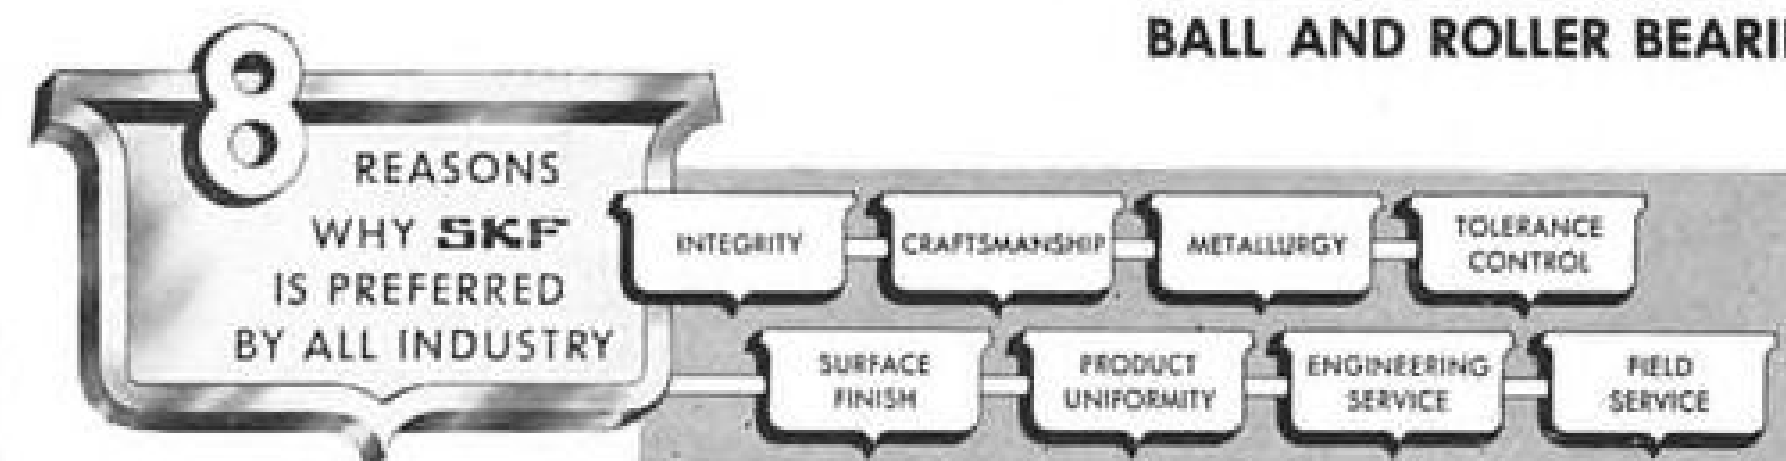 BALL AND ROLLER BEARI
8
REASONS
WHY SKF
IS PREFERRED
BY ALL INDUSTRY
INTEGRITY
CRAFTSMANSHIP
METALLURGY
TOLERANCE
CONTROL
SURFACE
FINISH
PRODUCT
UNIFORMITY
ENGINEERING
SERVICE
FIELD
SERVICE